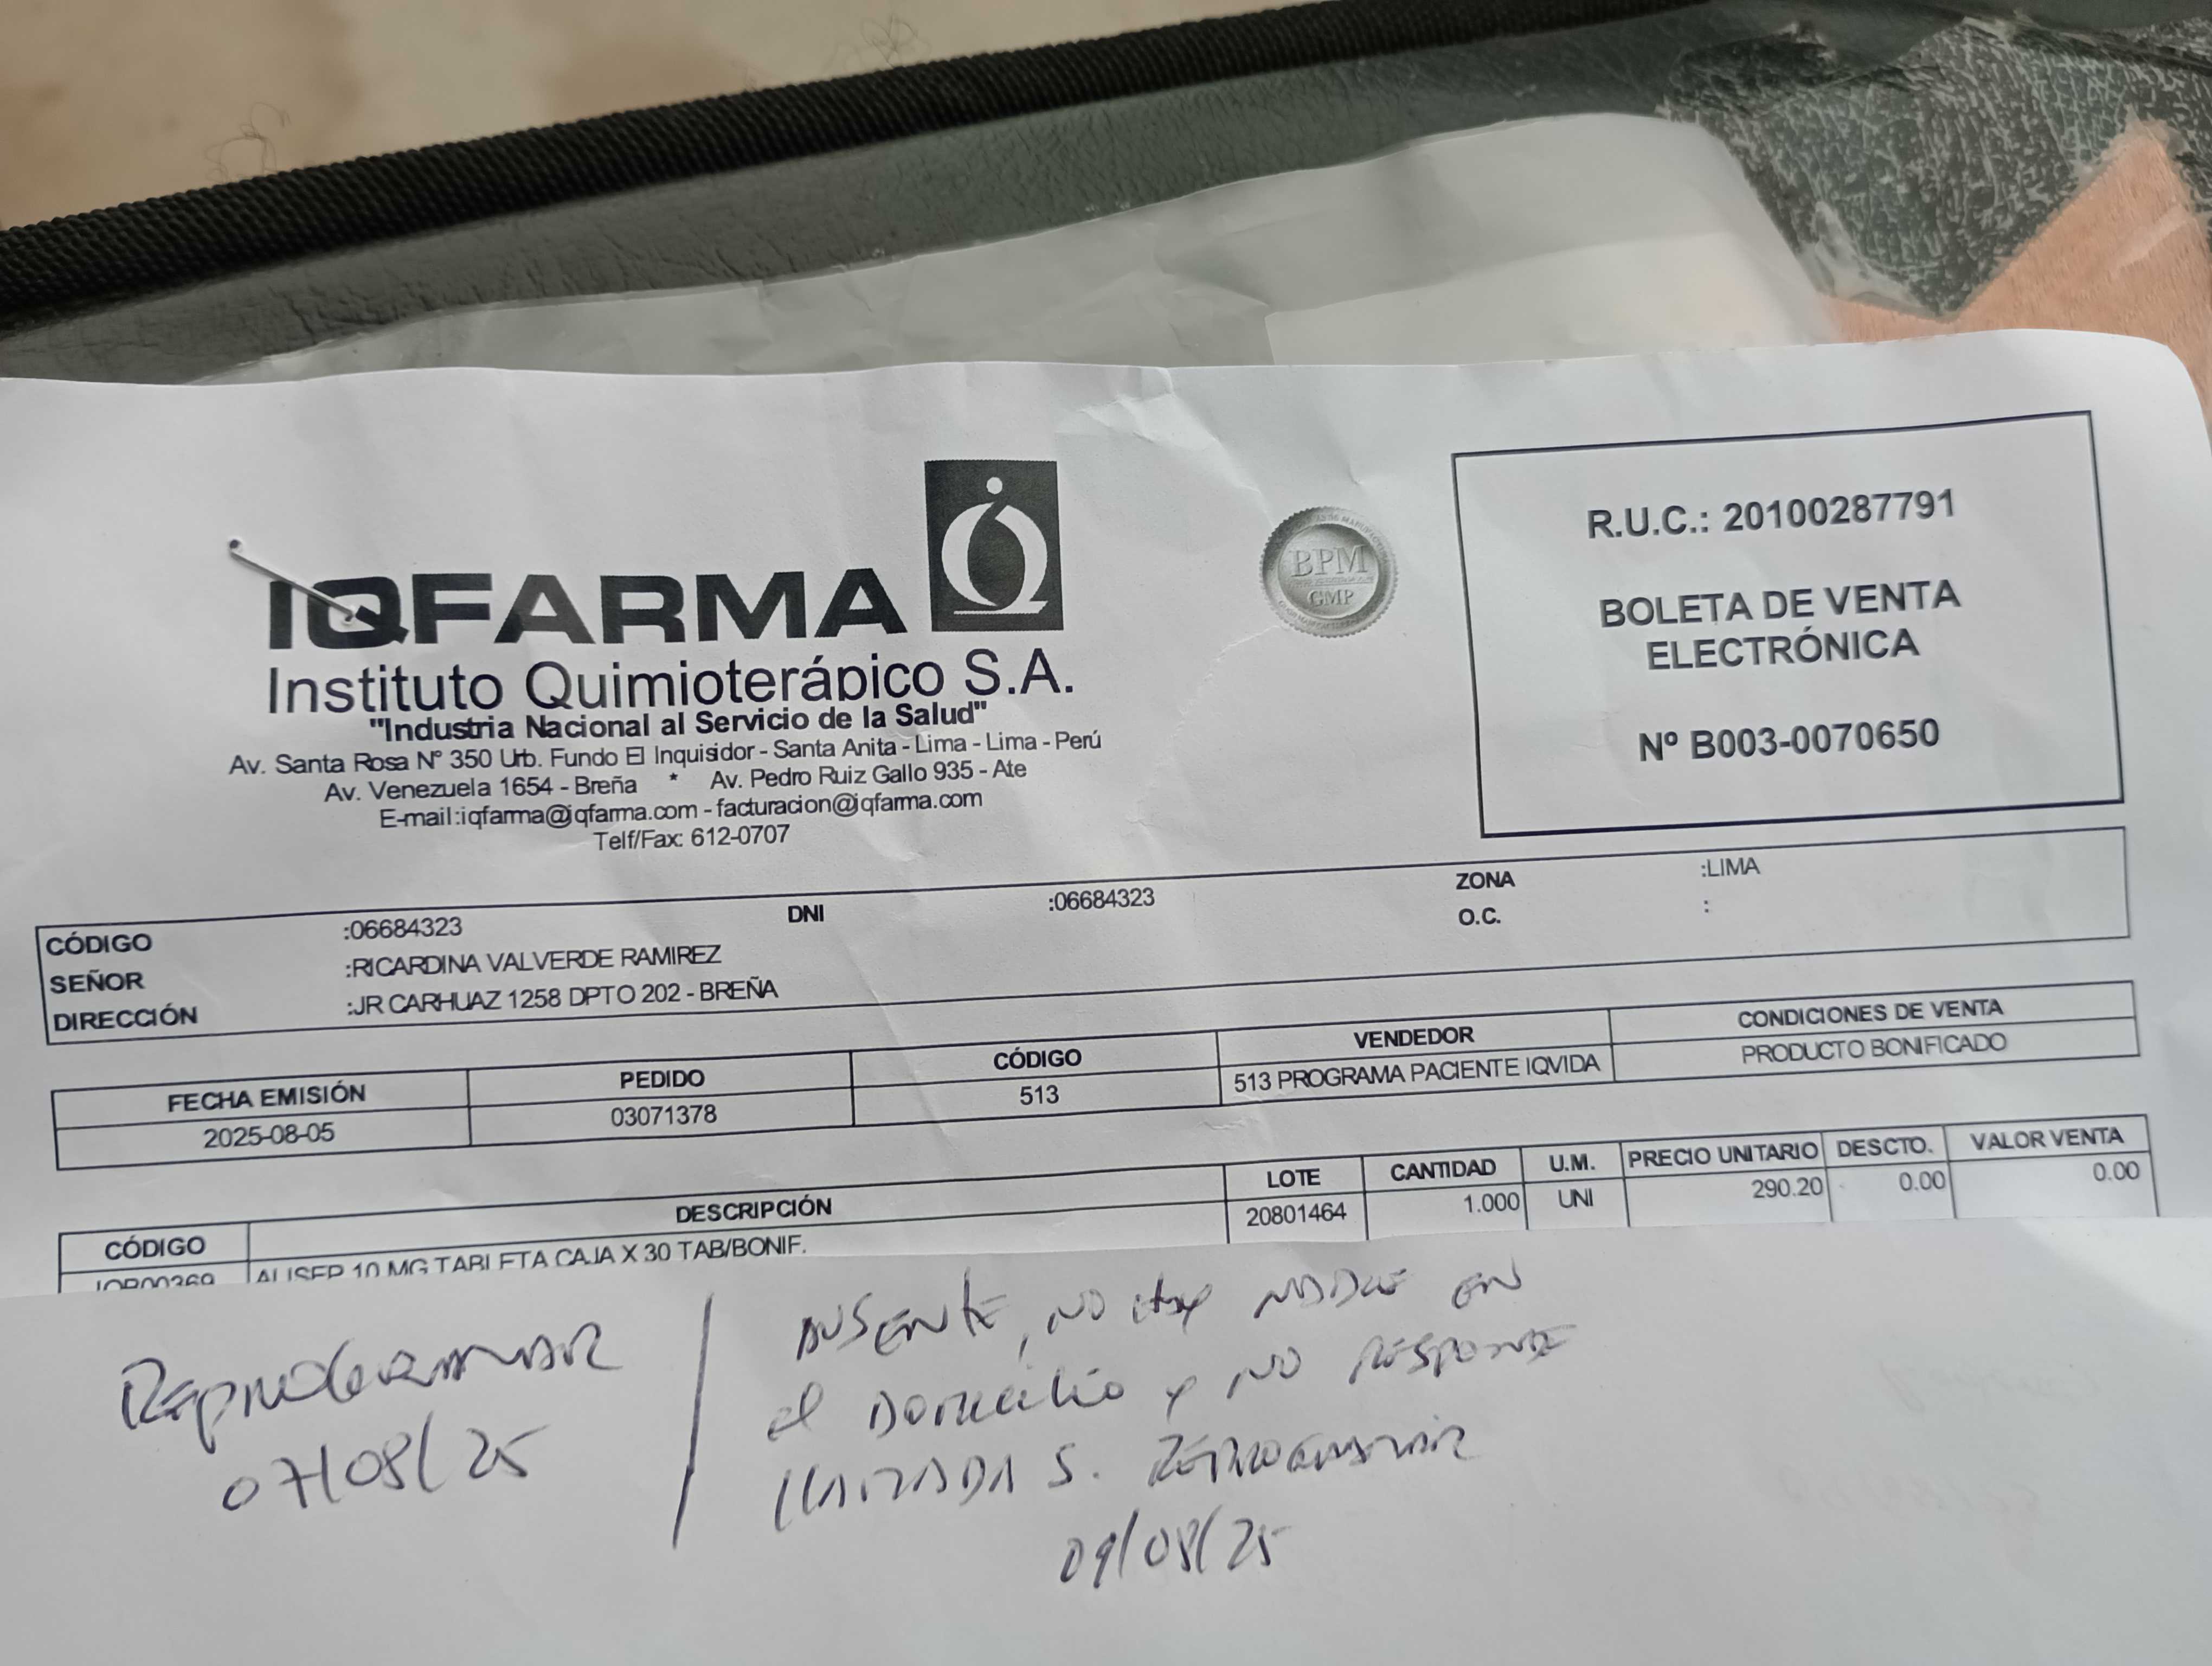 IQFARMA
Instituto Quimioterápico S.A.
"Industria Nacional al Servicio de la Salud"
Av. Santa Rosa Nº 350 Urb. Fundo El Inquisidor - Santa Anita - Lima - Lima - Perú
Av. Venezuela 1654 - Breña * Av. Pedro Ruiz Gallo 935 - Ate
E-mail:iqfarma@iqfarma.com - facturacion@iqfarma.com
Telf/Fax: 612-0707
BPM
GMP
R.U.C.: 20100287791
BOLETA DE VENTA
ELECTRÓNICA
Nº B003-0070650
CÓDIGO :06684323 DNI :06684323 ZONA :LIMA
SEÑOR :RICARDINA VALVERDE RAMIREZ O.C. :
DIRECCIÓN :JR CARHUAZ 1258 DPTO 202 - BREÑA
FECHA EMISIÓN PEDIDO CÓDIGO VENDEDOR CONDICIONES DE VENTA
2025-08-05 03071378 513 513 PROGRAMA PACIENTE IQVIDA PRODUCTO BONIFICADO
CÓDIGO DESCRIPCIÓN LOTE CANTIDAD U.M. PRECIO UNITARIO DESCTO. VALOR VENTA
10 MG TABLETA CAJA X 30 TAB/BONIF. 20801464 1.000 UNI 290.20 0.00 0.00
Reprogramar
07/08/25
AUSENTE, NO Hay NADIE EN
el Domicilio y NO RESPONDE
LLAMADA S. REPROGRAMAR
09/08/25